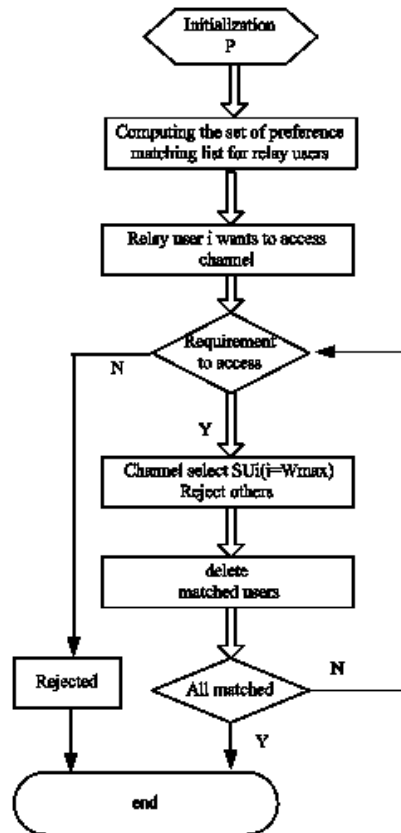 Initialization
P
Computing the set of preference
matching list for relay users
Relay user i wants to access
channel
Requirement
to access
N
Y
Channel select SUi(i=Wmax)
Reject others
delete
matched users
Rejected
All matched
N
Y
end